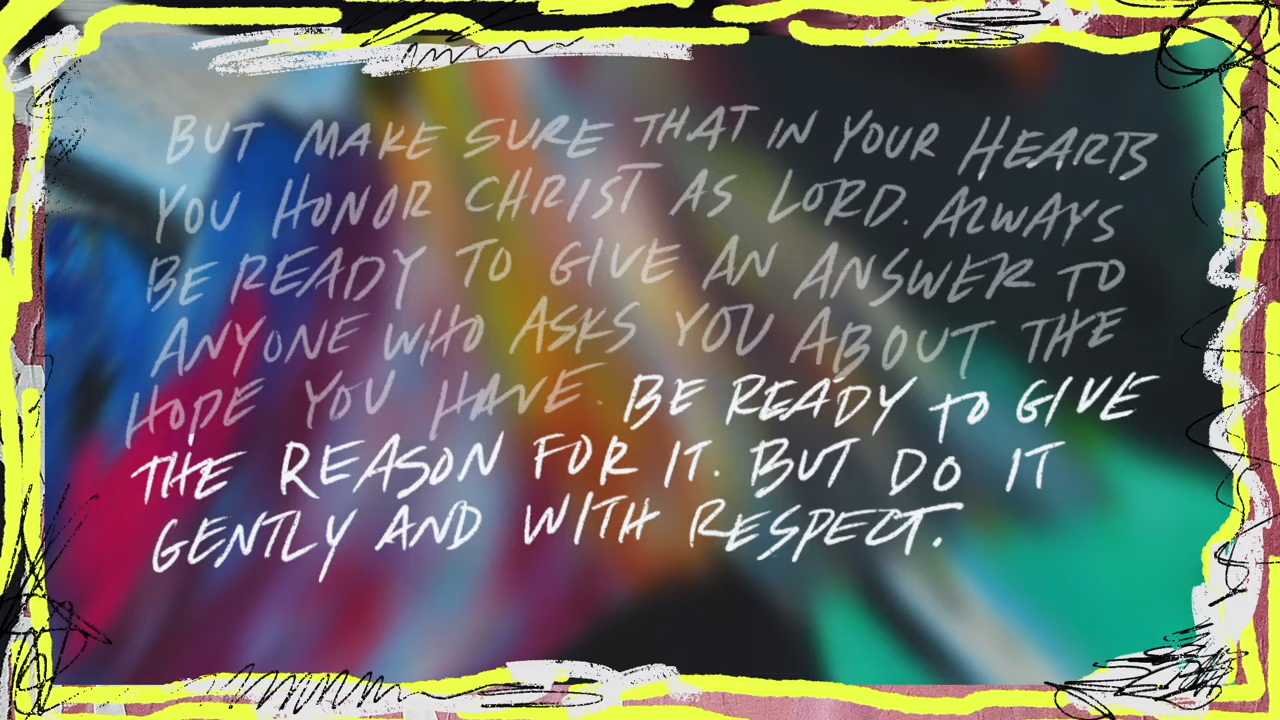 BUT MAKE SURE THAT IN YOUR HEARTS
YOU HONOR CHRIST AS LORD. ALWAYS
BE READY TO GIVE AN ANSWER TO
ANYONE WHO ASKS YOU ABOUT THE
HOPE YOU HAVE. BE READY TO GIVE
THE REASON FOR IT. BUT DO IT
GENTLY AND WITH RESPECT.